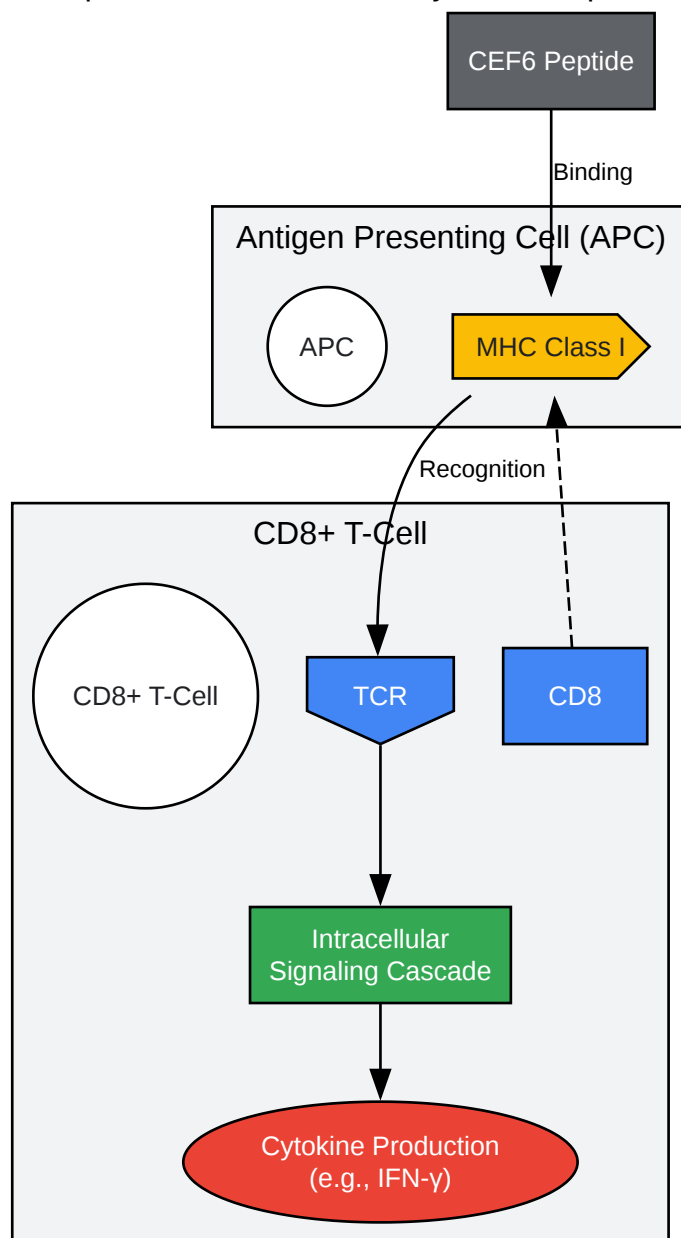 CEF6 Peptide
Binding
Antigen Presenting Cell (APC)
APC
MHC Class I
Recognition
CD8+ T-Cell
CD8+ T-Cell
TCR
CD8
Intracellular
Signaling Cascade
Cytokine Production
(e.g., IFN-γ)